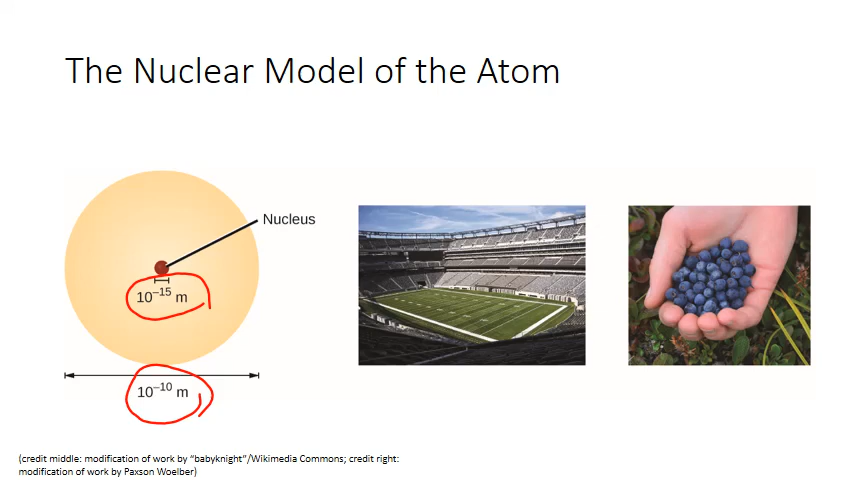 The Nuclear Model of the Atom
Nucleus
10⁻¹⁵ m
10⁻¹⁰ m
(credit middle: modification of work by “babyknight”/Wikimedia Commons; credit right:
modification of work by Paxson Woelber)